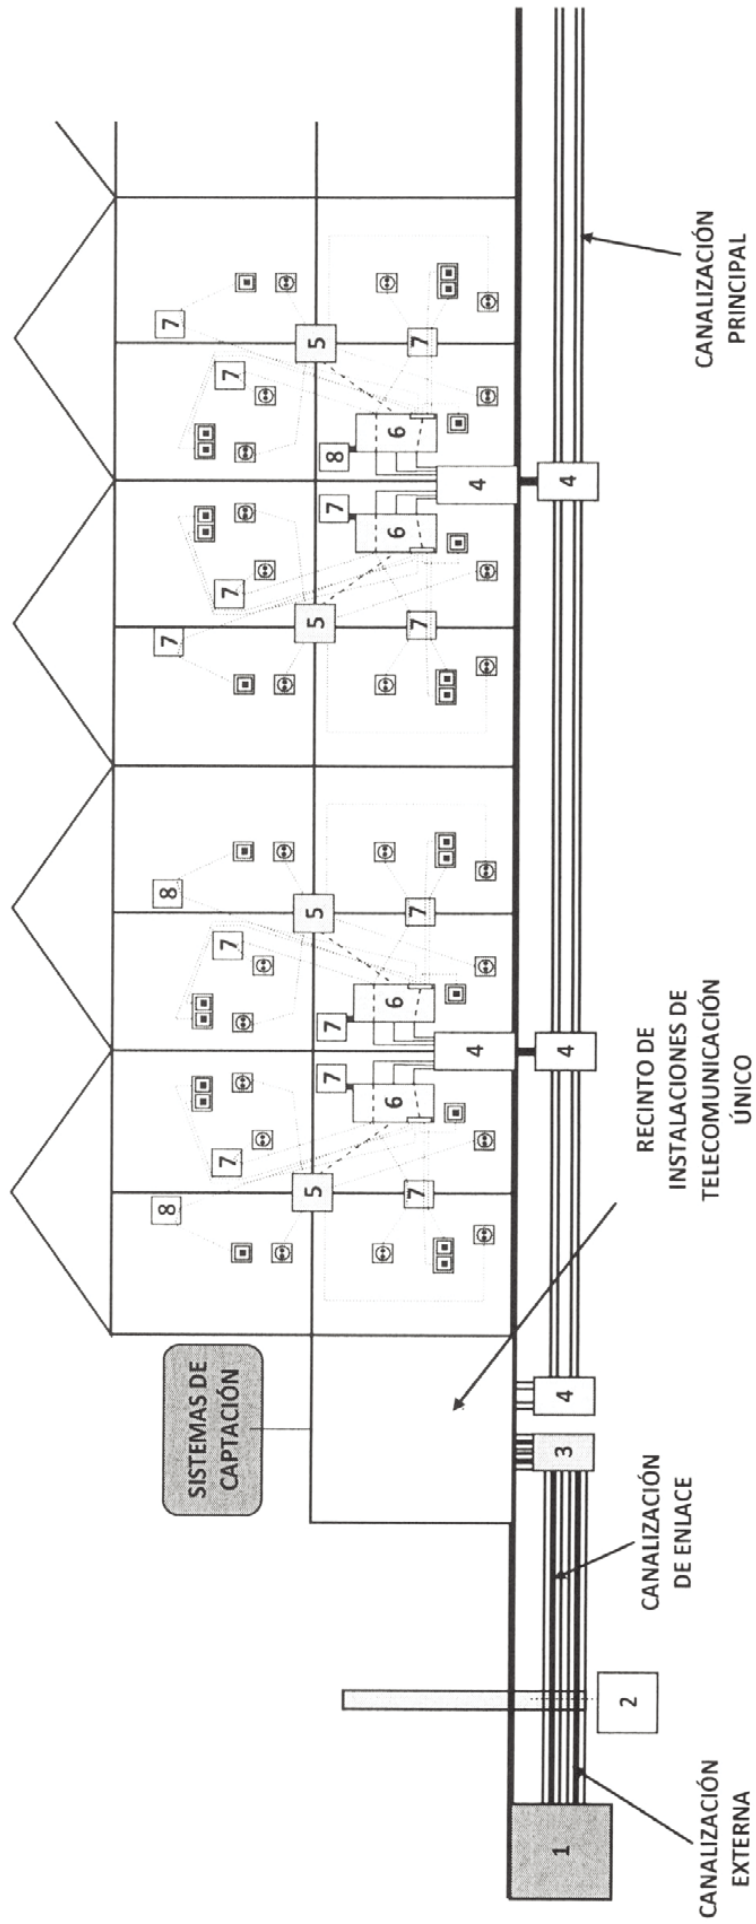 8
8
7
7
SISTEMAS DE
CAPTACIÓN
7
7
7
7
5
5
5
5
7
7
7
8
6
6
6
6
7
7
7
7
4
4
1
3
4
4
4
2
CANALIZACIÓN
EXTERNA
CANALIZACIÓN
DE ENLACE
RECINTO DE
INSTALACIONES DE
TELECOMUNICACIÓN
ÚNICO
CANALIZACIÓN
PRINCIPAL